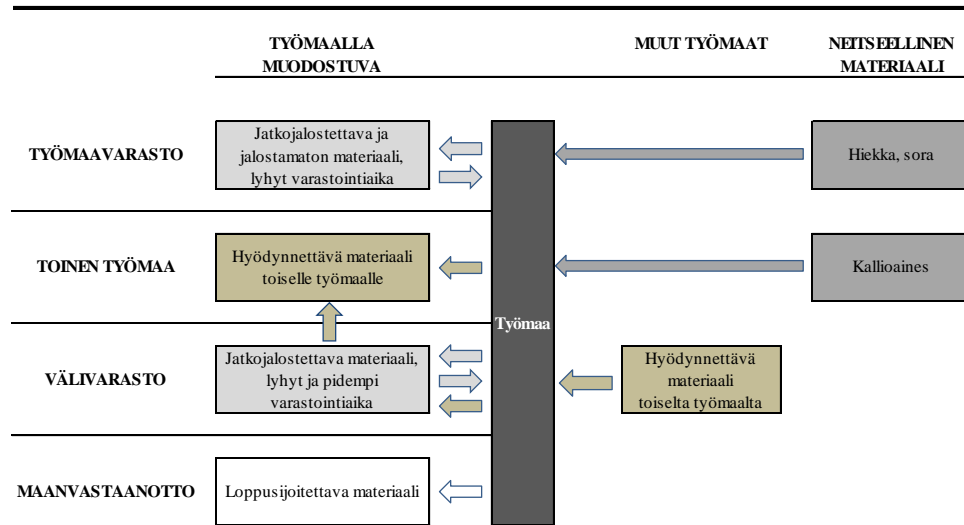 TYÖMAALLA
MUODOSTUVA
MUUT TYÖMAAT
NEITSEELLINEN
MATERIAALI
TYÖMAAVARASTO
Jatkojalostettava ja
jalostamaton materiaali,
lyhyt varastointiaika
Hiekka, sora
TOINEN TYÖMAA
Hyödynnettävä materiaali
toiselle työmaalle
Kallioaines
Työmaa
VÄLIVARASTO
Jatkojalostettava materiaali,
lyhyt ja pidempi
varastointiaika
Hyödynnettävä
materiaali
toiselta työmaalta
MAANVASTAANOTTO
Loppusijoitettava materiaali